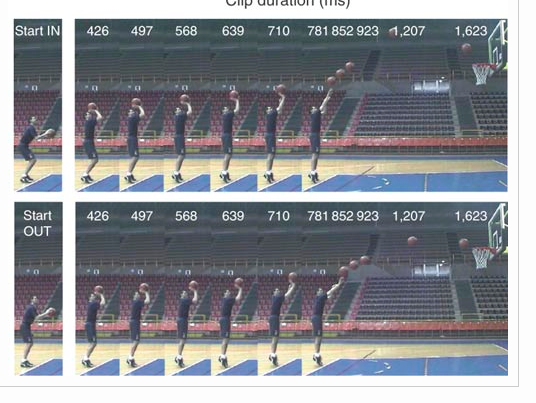 Clip duration (ms)
Start IN 426 497 568 639 710 781 852 923 1,207 1,623
Start
OUT
426 497 568 639 710 781 852 923 1,207 1,623